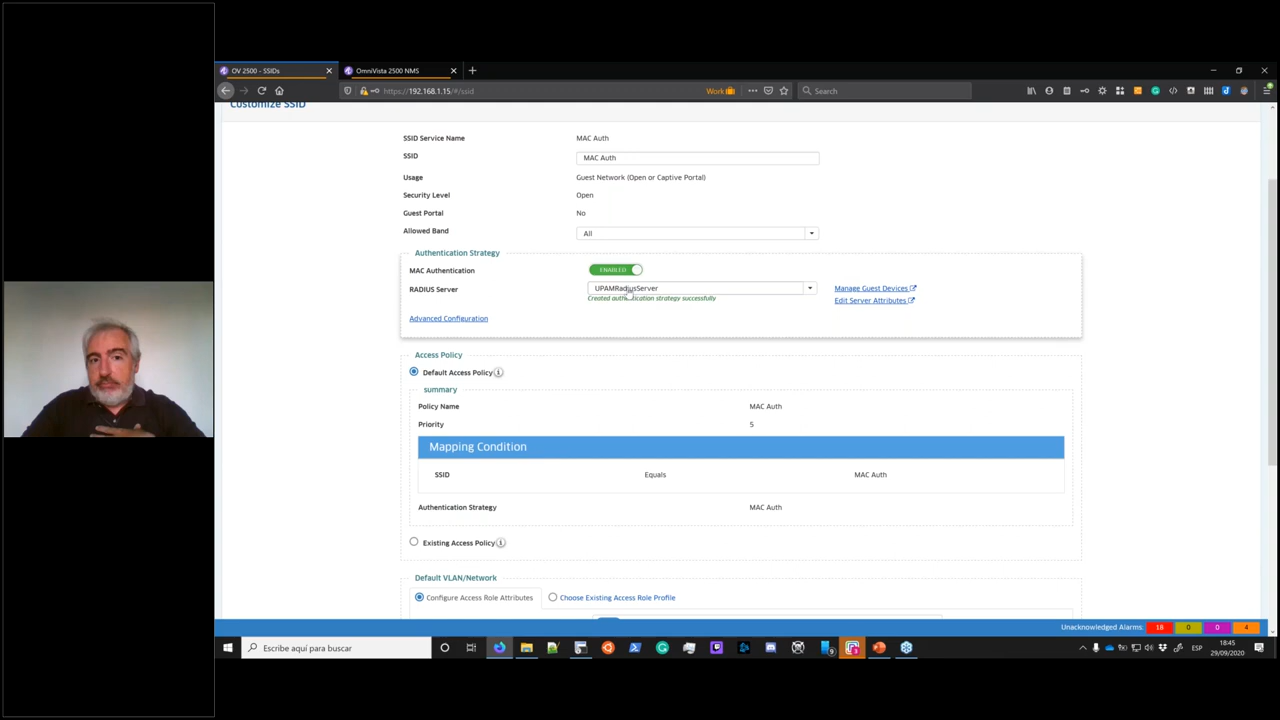 OV 2500 - SSIDs
OmniVista 2500 NMS
https://192.168.1.15/#/ssid
Work
Search
Customize SSID
SSID Service Name MAC Auth
SSID MAC Auth
Usage Guest Network (Open or Captive Portal)
Security Level Open
Guest Portal No
Allowed Band All
Authentication Strategy
MAC Authentication ENABLED
RADIUS Server UPAMRadiusServer Manage Guest Devices
Created authentication strategy successfully Edit Server Attributes
Advanced Configuration
Access Policy
Default Access Policy
summary
Policy Name MAC Auth
Priority 5
Mapping Condition
SSID Equals MAC Auth
Authentication Strategy MAC Auth
Existing Access Policy
Default VLAN/Network
Configure Access Role Attributes Choose Existing Access Role Profile
Unacknowledged Alarms: 18 0 0 4
Escribe aquí para buscar
ESP
18:45
29/09/2020